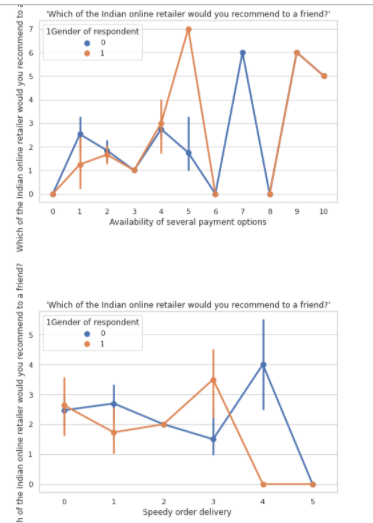 'Which of the Indian online retailer would you recommend to a friend?'
Which of the Indian online retailer would you recommend to a
1Gender of respondent
0
1
7
6
5
4
3
2
1
0
0 1 2 3 4 5 6 7 8 9 10
Availability of several payment options
'Which of the Indian online retailer would you recommend to a friend?'
h of the Indian online retailer would you recommend to a friend?
1Gender of respondent
0
1
5
4
3
2
1
0
0 1 2 3 4 5
Speedy order delivery